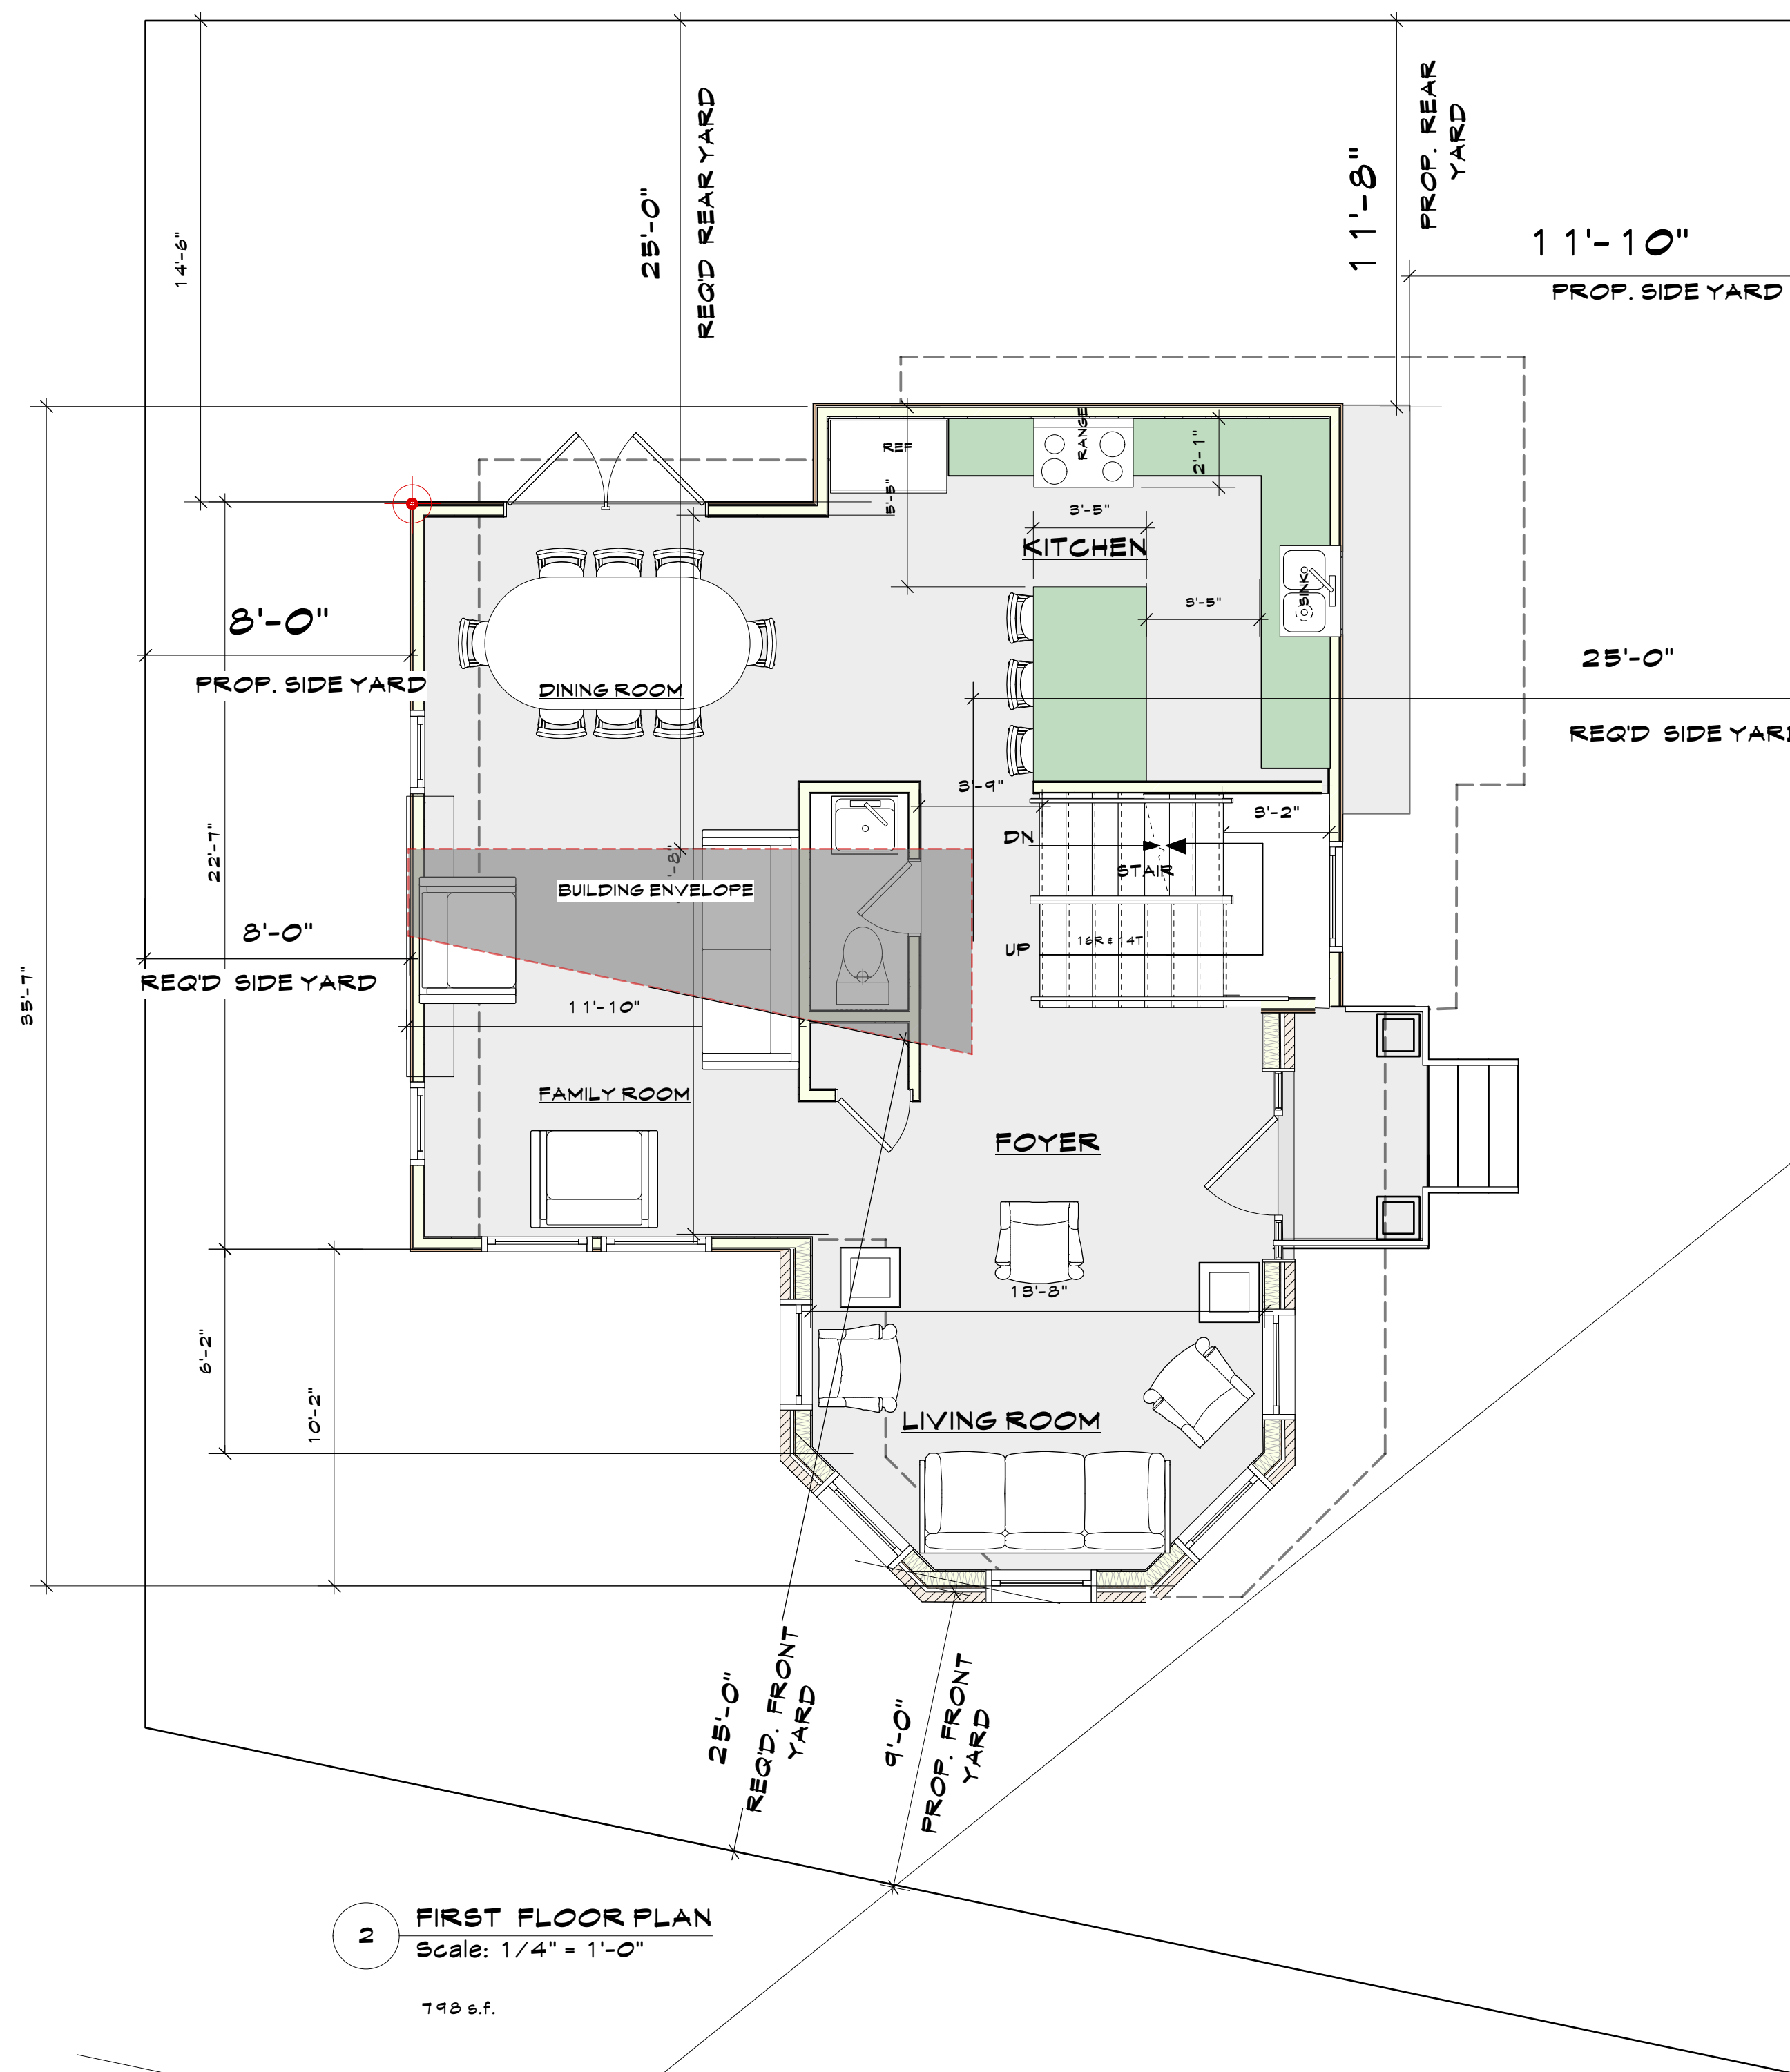 14'-6"
25'-0"
REQ'D REAR YARD
11'-8"
PROP. REAR
YARD
11'-10"
PROP. SIDE YARD
REF
RANGE
2'-1"
5'-5"
3'-5"
KITCHEN
3'-5"
SINK
8'-0"
PROP. SIDE YARD
DINING ROOM
25'-0"
REQ'D SIDE YARD
3'-9"
3'-2"
DN
STAIR
22'-7"
BUILDING ENVELOPE
8'-0"
REQ'D SIDE YARD
UP
16R & 14T
35'-7"
11'-10"
FAMILY ROOM
FOYER
13'-8"
6'-2"
10'-2"
LIVING ROOM
25'-0"
REQ'D. FRONT
YARD
9'-0"
PROP. FRONT
YARD
2
FIRST FLOOR PLAN
Scale: 1/4" = 1'-0"
798 s.f.